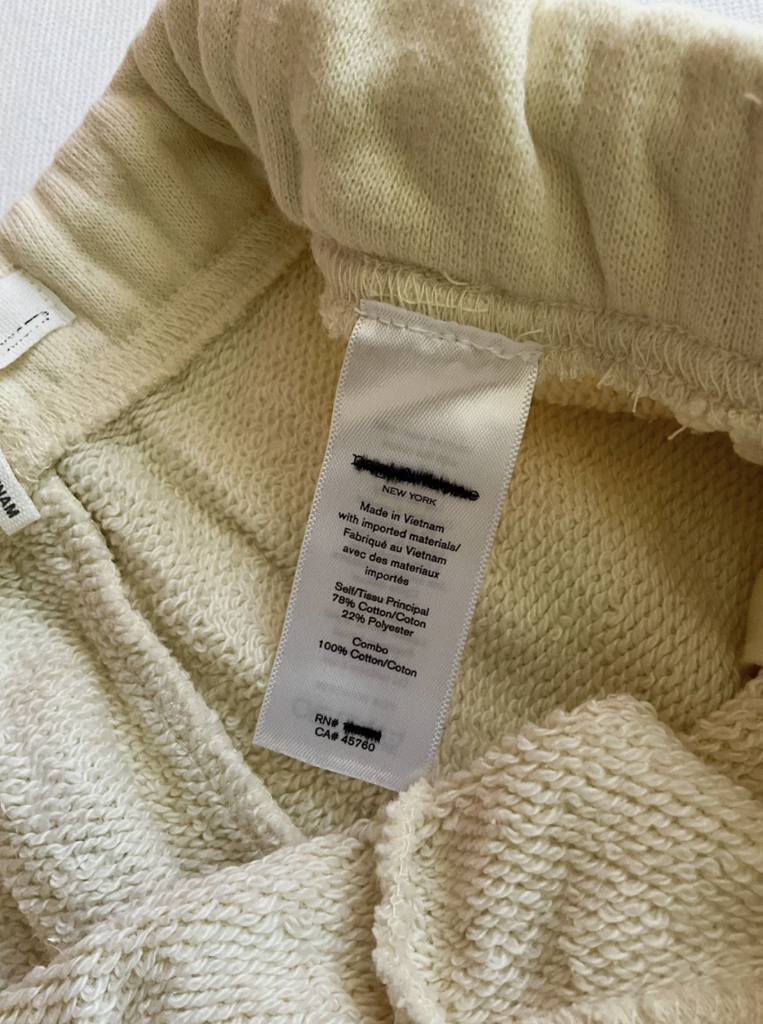 NEW YORK
Made in Vietnam
with imported materials/
Fabriqué au Vietnam
avec des materiaux
importés
Self/Tissu Principal
78% Cotton/Coton
22% Polyester
Combo
100% Cotton/Coton
RN#
CA# 45760
NAM